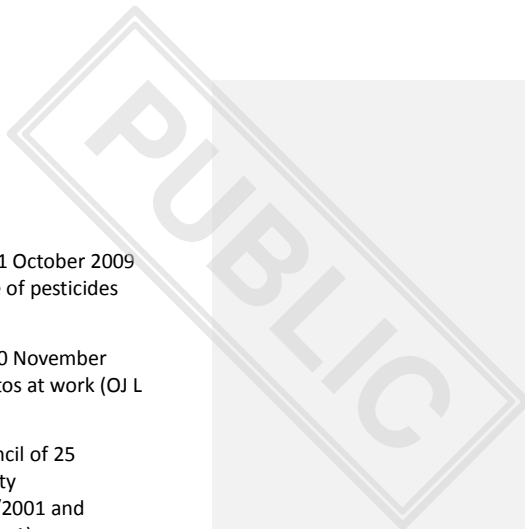 PUBLIC
1 October 2009
of pesticides
0 November
tos at work (OJ L
ncil of 25
ty
/2001 and